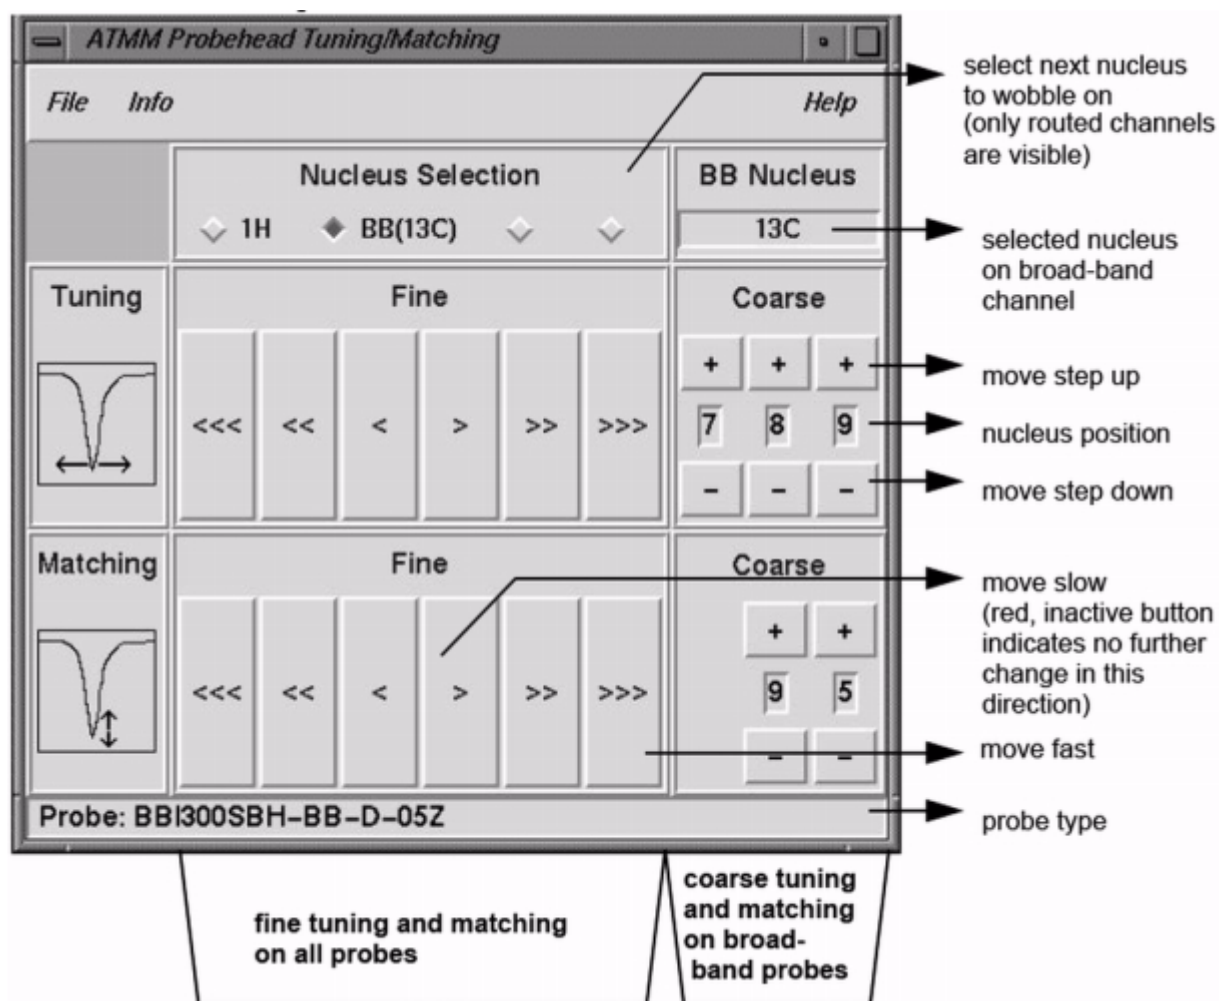 ATMM Probehead Tuning/Matching
File Info Help
select next nucleus
to wobble on
(only routed channels
are visible)
Nucleus Selection
BB Nucleus
1H BB(13C)
13C
selected nucleus
on broad-band
channel
Tuning
Fine
Coarse
+ + +
move step up
<<< << < > >> >>>
7 8 9
nucleus position
- - -
move step down
Matching
Fine
Coarse
move slow
(red, inactive button
indicates no further
change in this
direction)
+ +
<<< << < > >> >>>
9 5
- -
move fast
Probe: BBI300SBH-BB-D-05Z
probe type
fine tuning and matching
on all probes
coarse tuning
and matching
on broad-
band probes